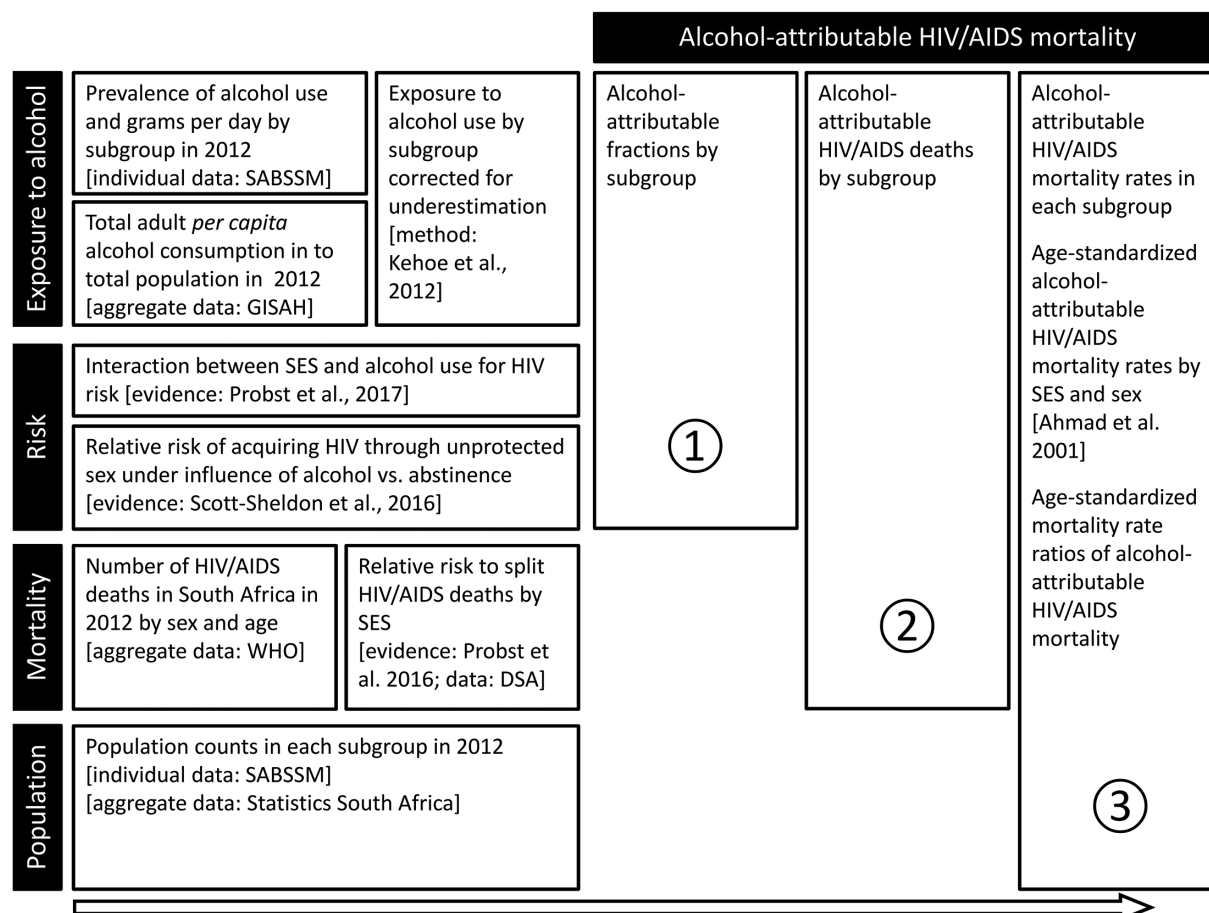 Alcohol-attributable HIV/AIDS mortality
Exposure to alcohol
Prevalence of alcohol use
and grams per day by
subgroup in 2012
[individual data: SABSSM]
Total adult per capita
alcohol consumption in to
total population in  2012
[aggregate data: GISAH]
Exposure to
alcohol use by
subgroup
corrected for
underestimation
[method:
Kehoe et al.,
2012]
Risk
Interaction between SES and alcohol use for HIV
risk [evidence: Probst et al., 2017]
Relative risk of acquiring HIV through unprotected
sex under influence of alcohol vs. abstinence
[evidence: Scott-Sheldon et al., 2016]
Mortality
Number of HIV/AIDS
deaths in South Africa in
2012 by sex and age
[aggregate data: WHO]
Relative risk to split
HIV/AIDS deaths by
SES
[evidence: Probst et
al. 2016; data: DSA]
Population
Population counts in each subgroup in 2012
[individual data: SABSSM]
[aggregate data: Statistics South Africa]
Alcohol-
attributable
fractions by
subgroup
1
Alcohol-
attributable
HIV/AIDS deaths
by subgroup
2
Alcohol-
attributable
HIV/AIDS
mortality rates in
each subgroup
Age-standardized
alcohol-
attributable
HIV/AIDS
mortality rates by
SES and sex
[Ahmad et al.
2001]
Age-standardized
mortality rate
ratios of alcohol-
attributable
HIV/AIDS
mortality
3